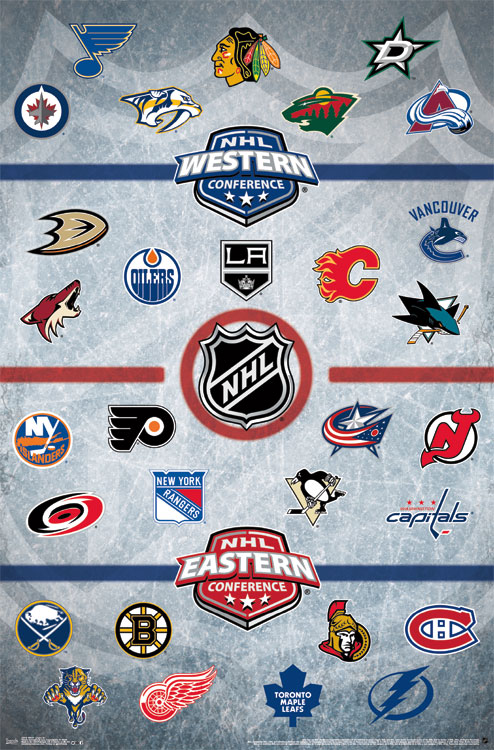 NHL
WESTERN
CONFERENCE
VANCOUVER
OILERS
LA
NHL
NY
ISLANDERS
NEW YORK
RANGERS
WASHINGTON
capitals
NHL
EASTERN
CONFERENCE
B
TORONTO
MAPLE
LEAFS